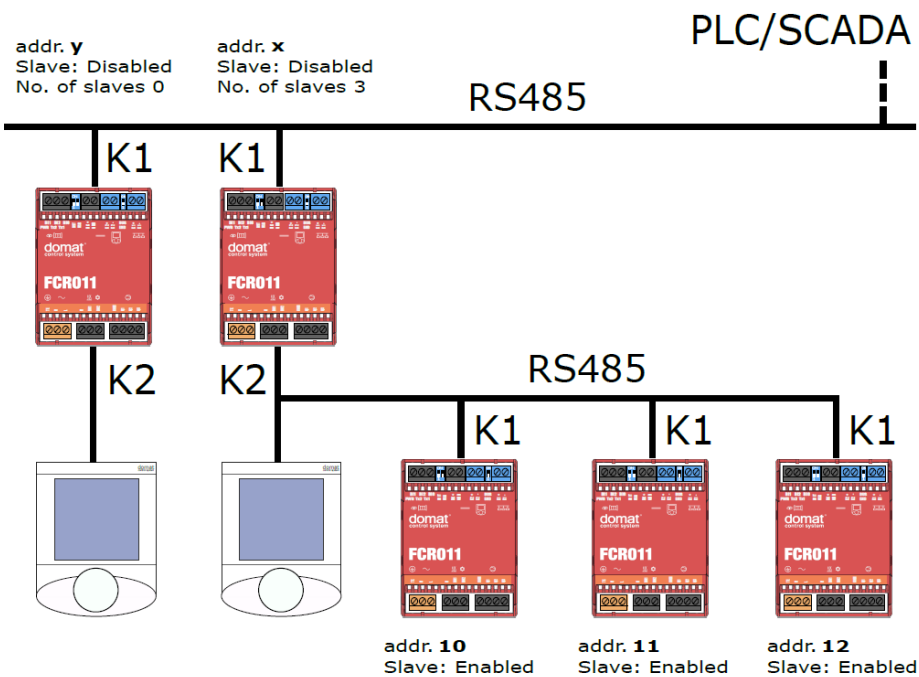 PLC/SCADA
addr. y
Slave: Disabled
No. of slaves 0
addr. x
Slave: Disabled
No. of slaves 3
RS485
K1
K1
domat
control system
FCR011
domat
control system
FCR011
K2
K2
RS485
K1
K1
K1
domat
domat
domat
control system
FCR011
domat
control system
FCR011
domat
control system
FCR011
addr. 10
Slave: Enabled
addr. 11
Slave: Enabled
addr. 12
Slave: Enabled